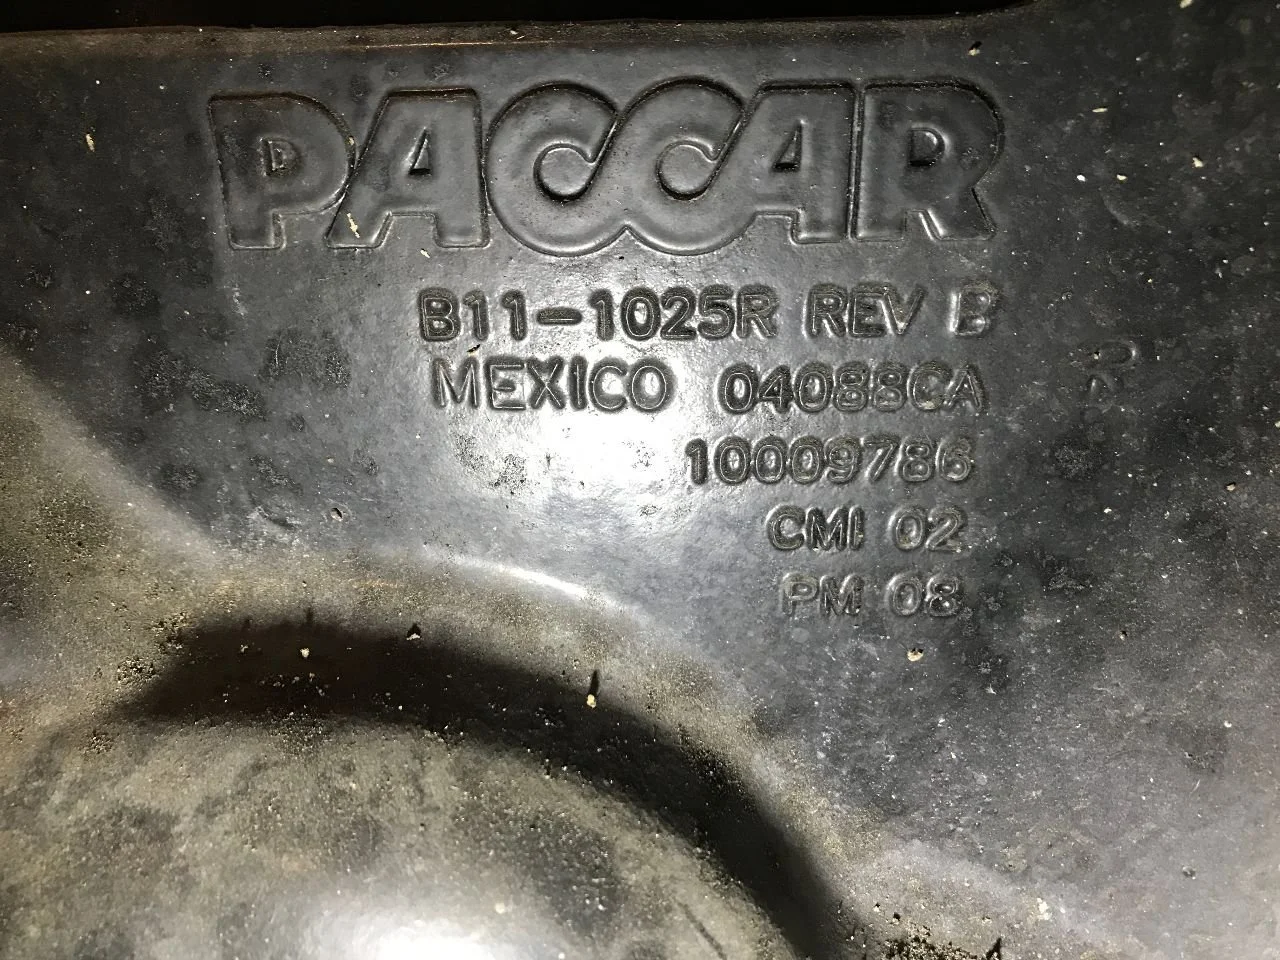 PACCAR
B11-1025R REV B
MEXICO 04088CA
10009786
CMI 02
PM 08